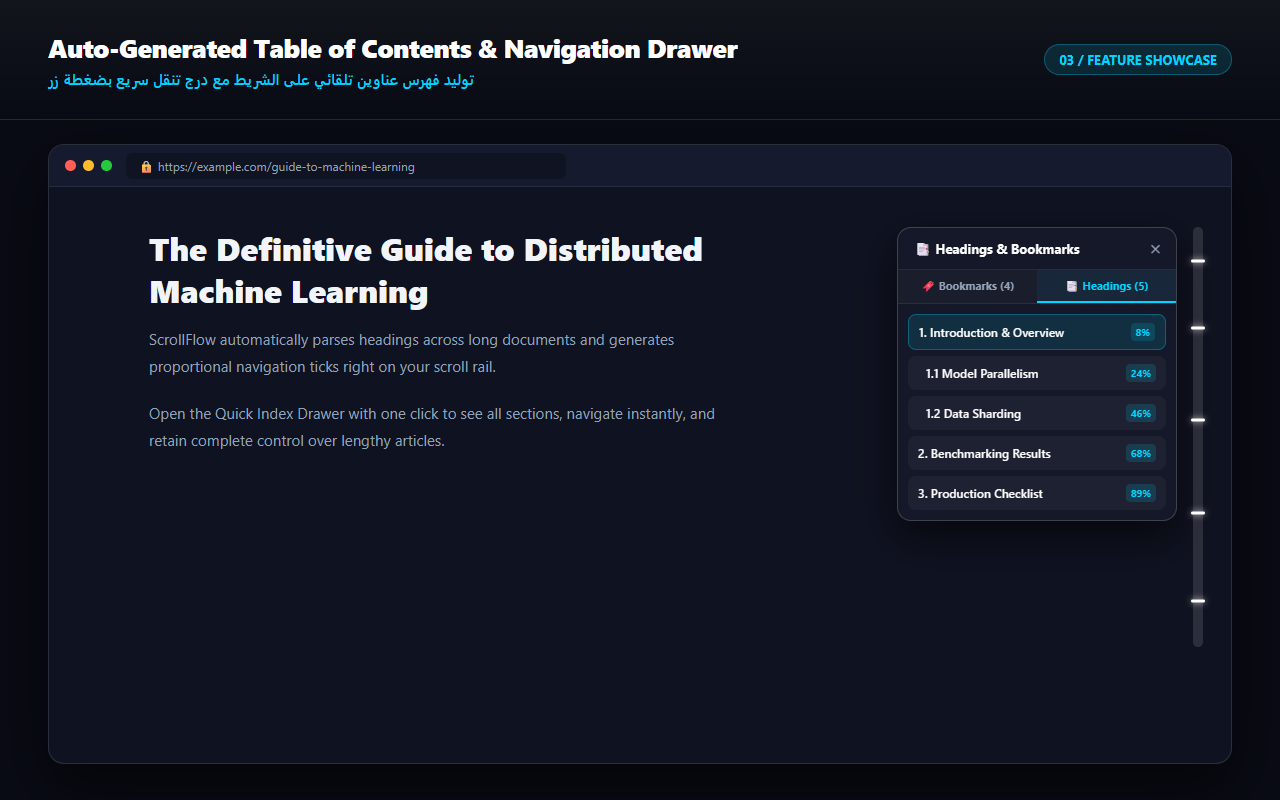 Auto-Generated Table of Contents & Navigation Drawer
توليد فهرس عناوين تلقائي على الشريط مع درج تنقل سريع بضغطة زر
03 / FEATURE SHOWCASE
https://example.com/guide-to-machine-learning
The Definitive Guide to Distributed
Machine Learning
ScrollFlow automatically parses headings across long documents and generates
proportional navigation ticks right on your scroll rail.
Open the Quick Index Drawer with one click to see all sections, navigate instantly, and
retain complete control over lengthy articles.
Headings & Bookmarks
Bookmarks (4)
Headings (5)
1. Introduction & Overview 8%
1.1 Model Parallelism 24%
1.2 Data Sharding 46%
2. Benchmarking Results 68%
3. Production Checklist 89%